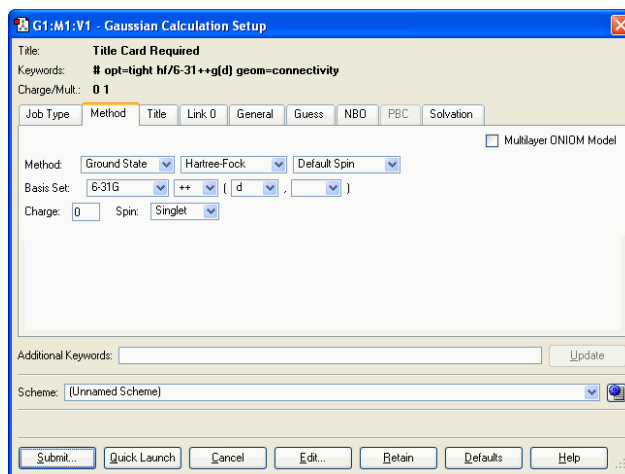 G1:M1:V1 - Gaussian Calculation Setup
Title: Title Card Required
Keywords: # opt=tight hf/6-31++g(d) geom=connectivity
Charge/Mult.: 0 1
Job Type Method Title Link 0 General Guess NBO PBC Solvation
Multilayer ONIOM Model
Method: Ground State Hartree-Fock Default Spin
Basis Set: 6-31G ++ ( d , )
Charge: 0 Spin: Singlet
Additional Keywords: Update
Scheme: (Unnamed Scheme)
Submit... Quick Launch Cancel Edit... Retain Defaults Help